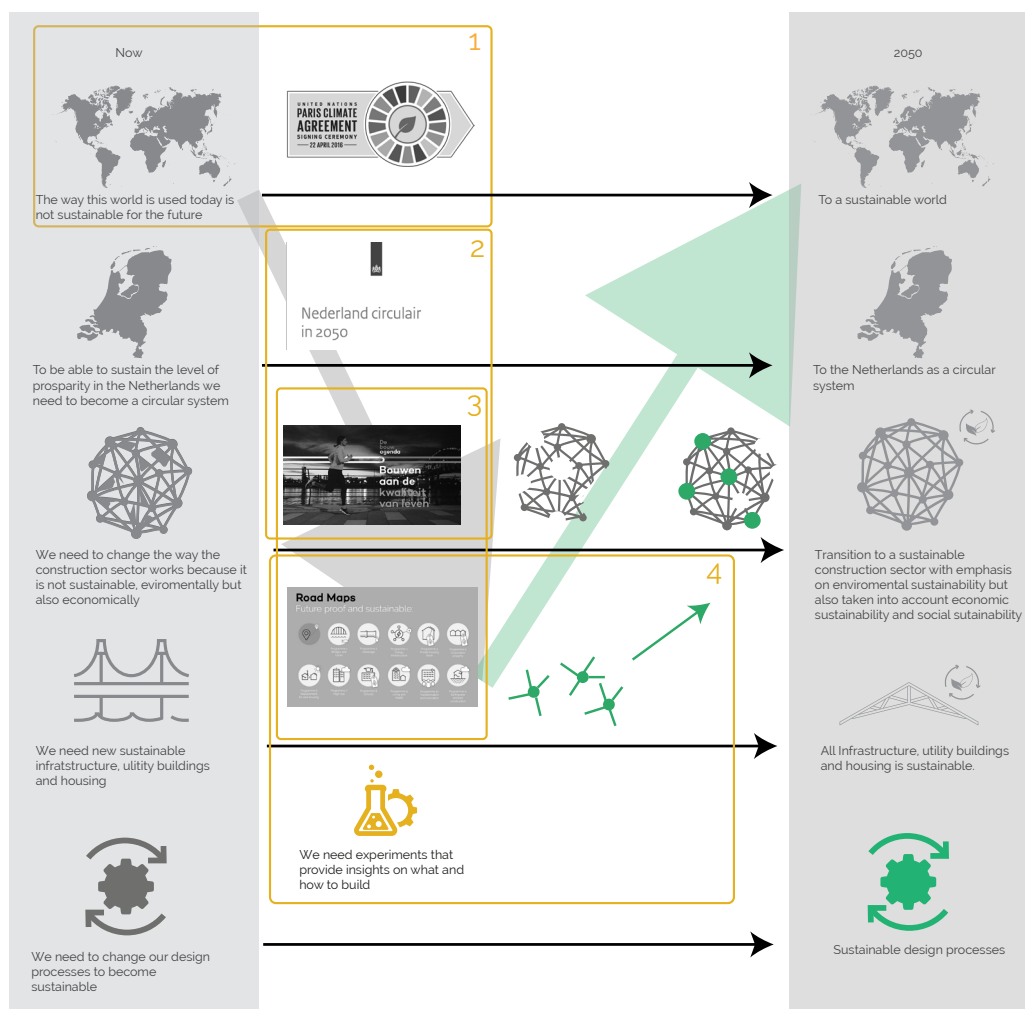 Now
1
2050
UNITED NATIONS
PARIS CLIMATE
AGREEMENT
SIGNING CEREMONY
22 APRIL 2016
The way this world is used today is
not sustainable for the future
To a sustainable world
2
Nederland circulair
in 2050
To be able to sustain the level of
prosparity in the Netherlands we
need to become a circular system
To the Netherlands as a circular
system
3
De
bouw
agenda
Bouwen
aan de
kwaliteit
van leven
We need to change the way the
construction sector works because it
is not sustainable, eviromentally but
also economically
Transition to a sustainable
construction sector with emphasis
on enviromental sustainability but
also taken into account economic
sustainability and social sutainability
4
Road Maps
Future proof and sustainable
We need new sustainable
infratstructure, ulitity buildings
and housing
All Infrastructure, utility buildings
and housing is sustainable.
We need experiments that
provide insights on what and
how to build
We need to change our design
processes to become
sustainable
Sustainable design processes